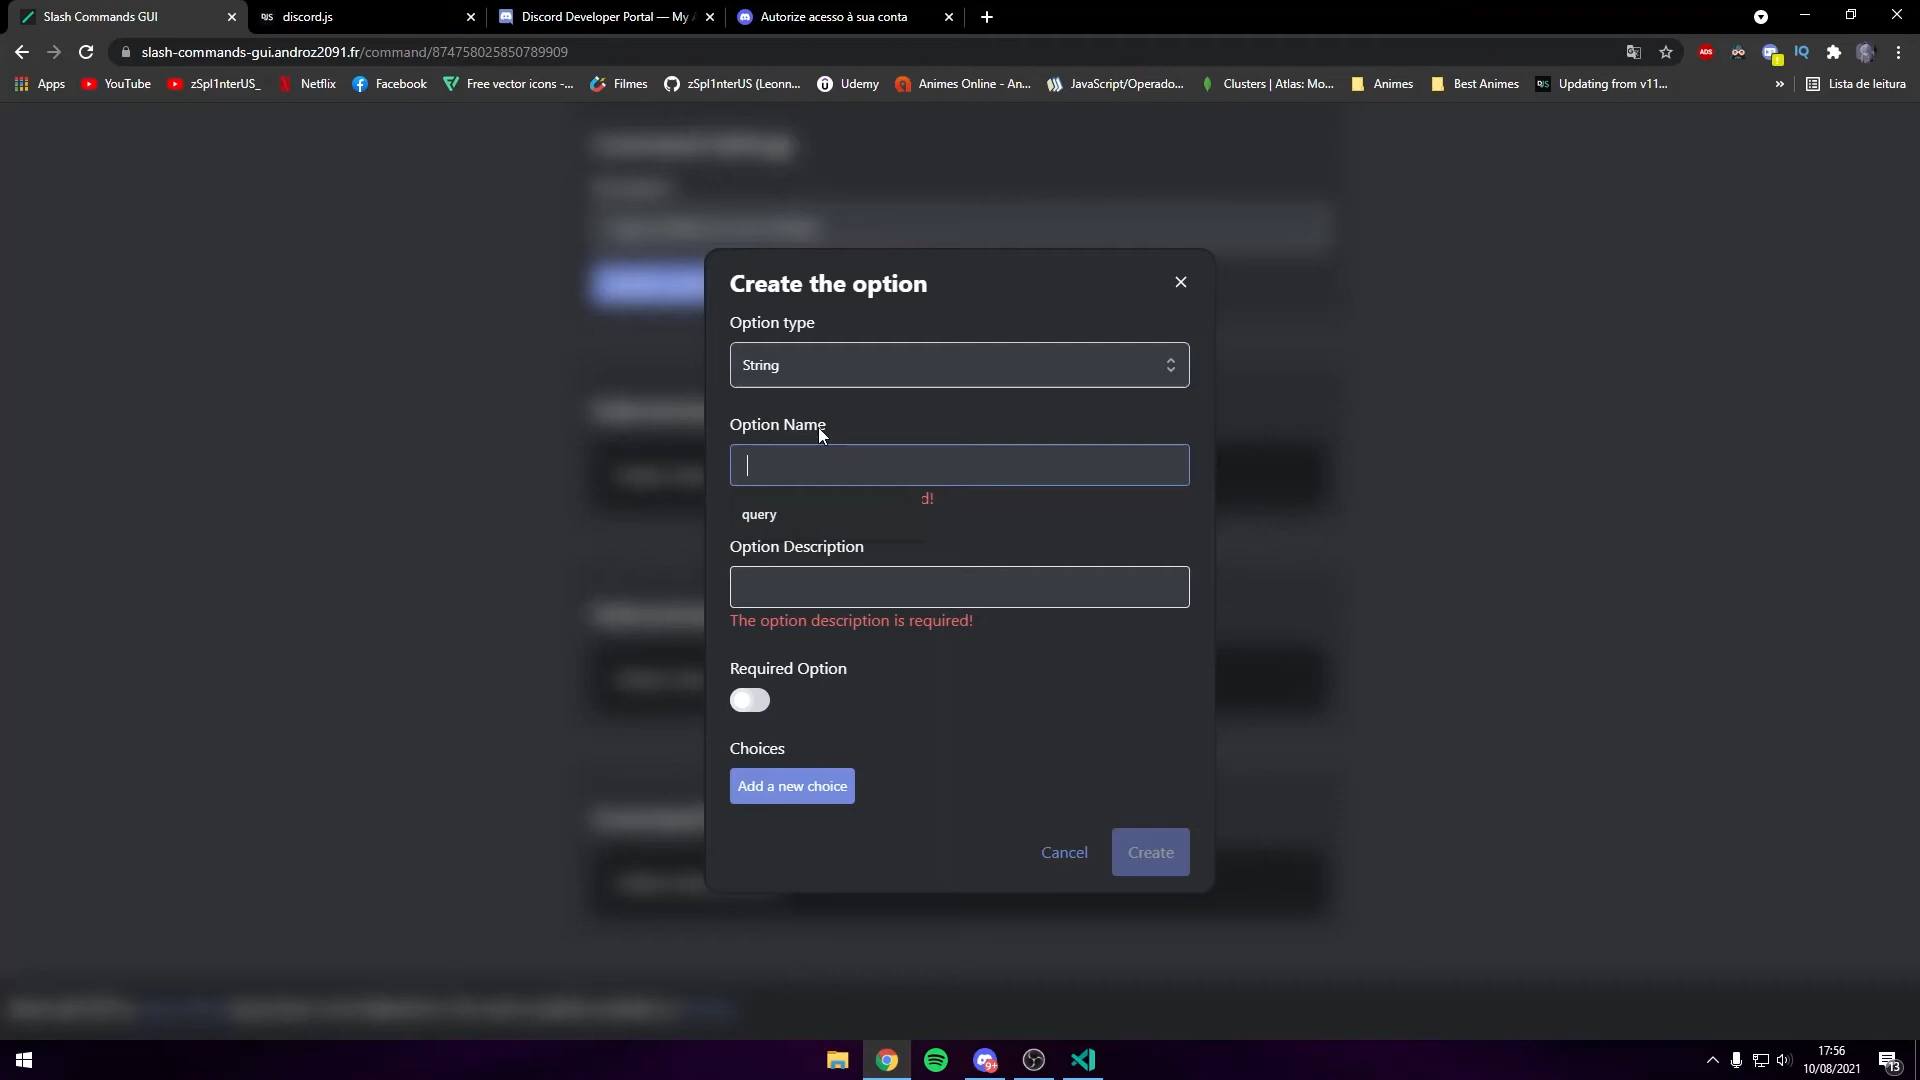 Slash Commands GUI
discord.js
Discord Developer Portal — My
Autorize acesso à sua conta
slash-commands-gui.androz2091.fr/command/874758025850789909
Apps
YouTube
zSpl1nterUS_
Netflix
Facebook
Free vector icons -...
Filmes
zSpl1nterUS (Leonn...
Udemy
Animes Online - An...
JavaScript/Operado...
Clusters | Atlas: Mo...
Animes
Best Animes
Updating from v11...
»
Lista de leitura
Create the option
Option type
String
Option Name
d!
query
Option Description
The option description is required!
Required Option
Choices
Add a new choice
Cancel
Create
17:56
10/08/2021
13